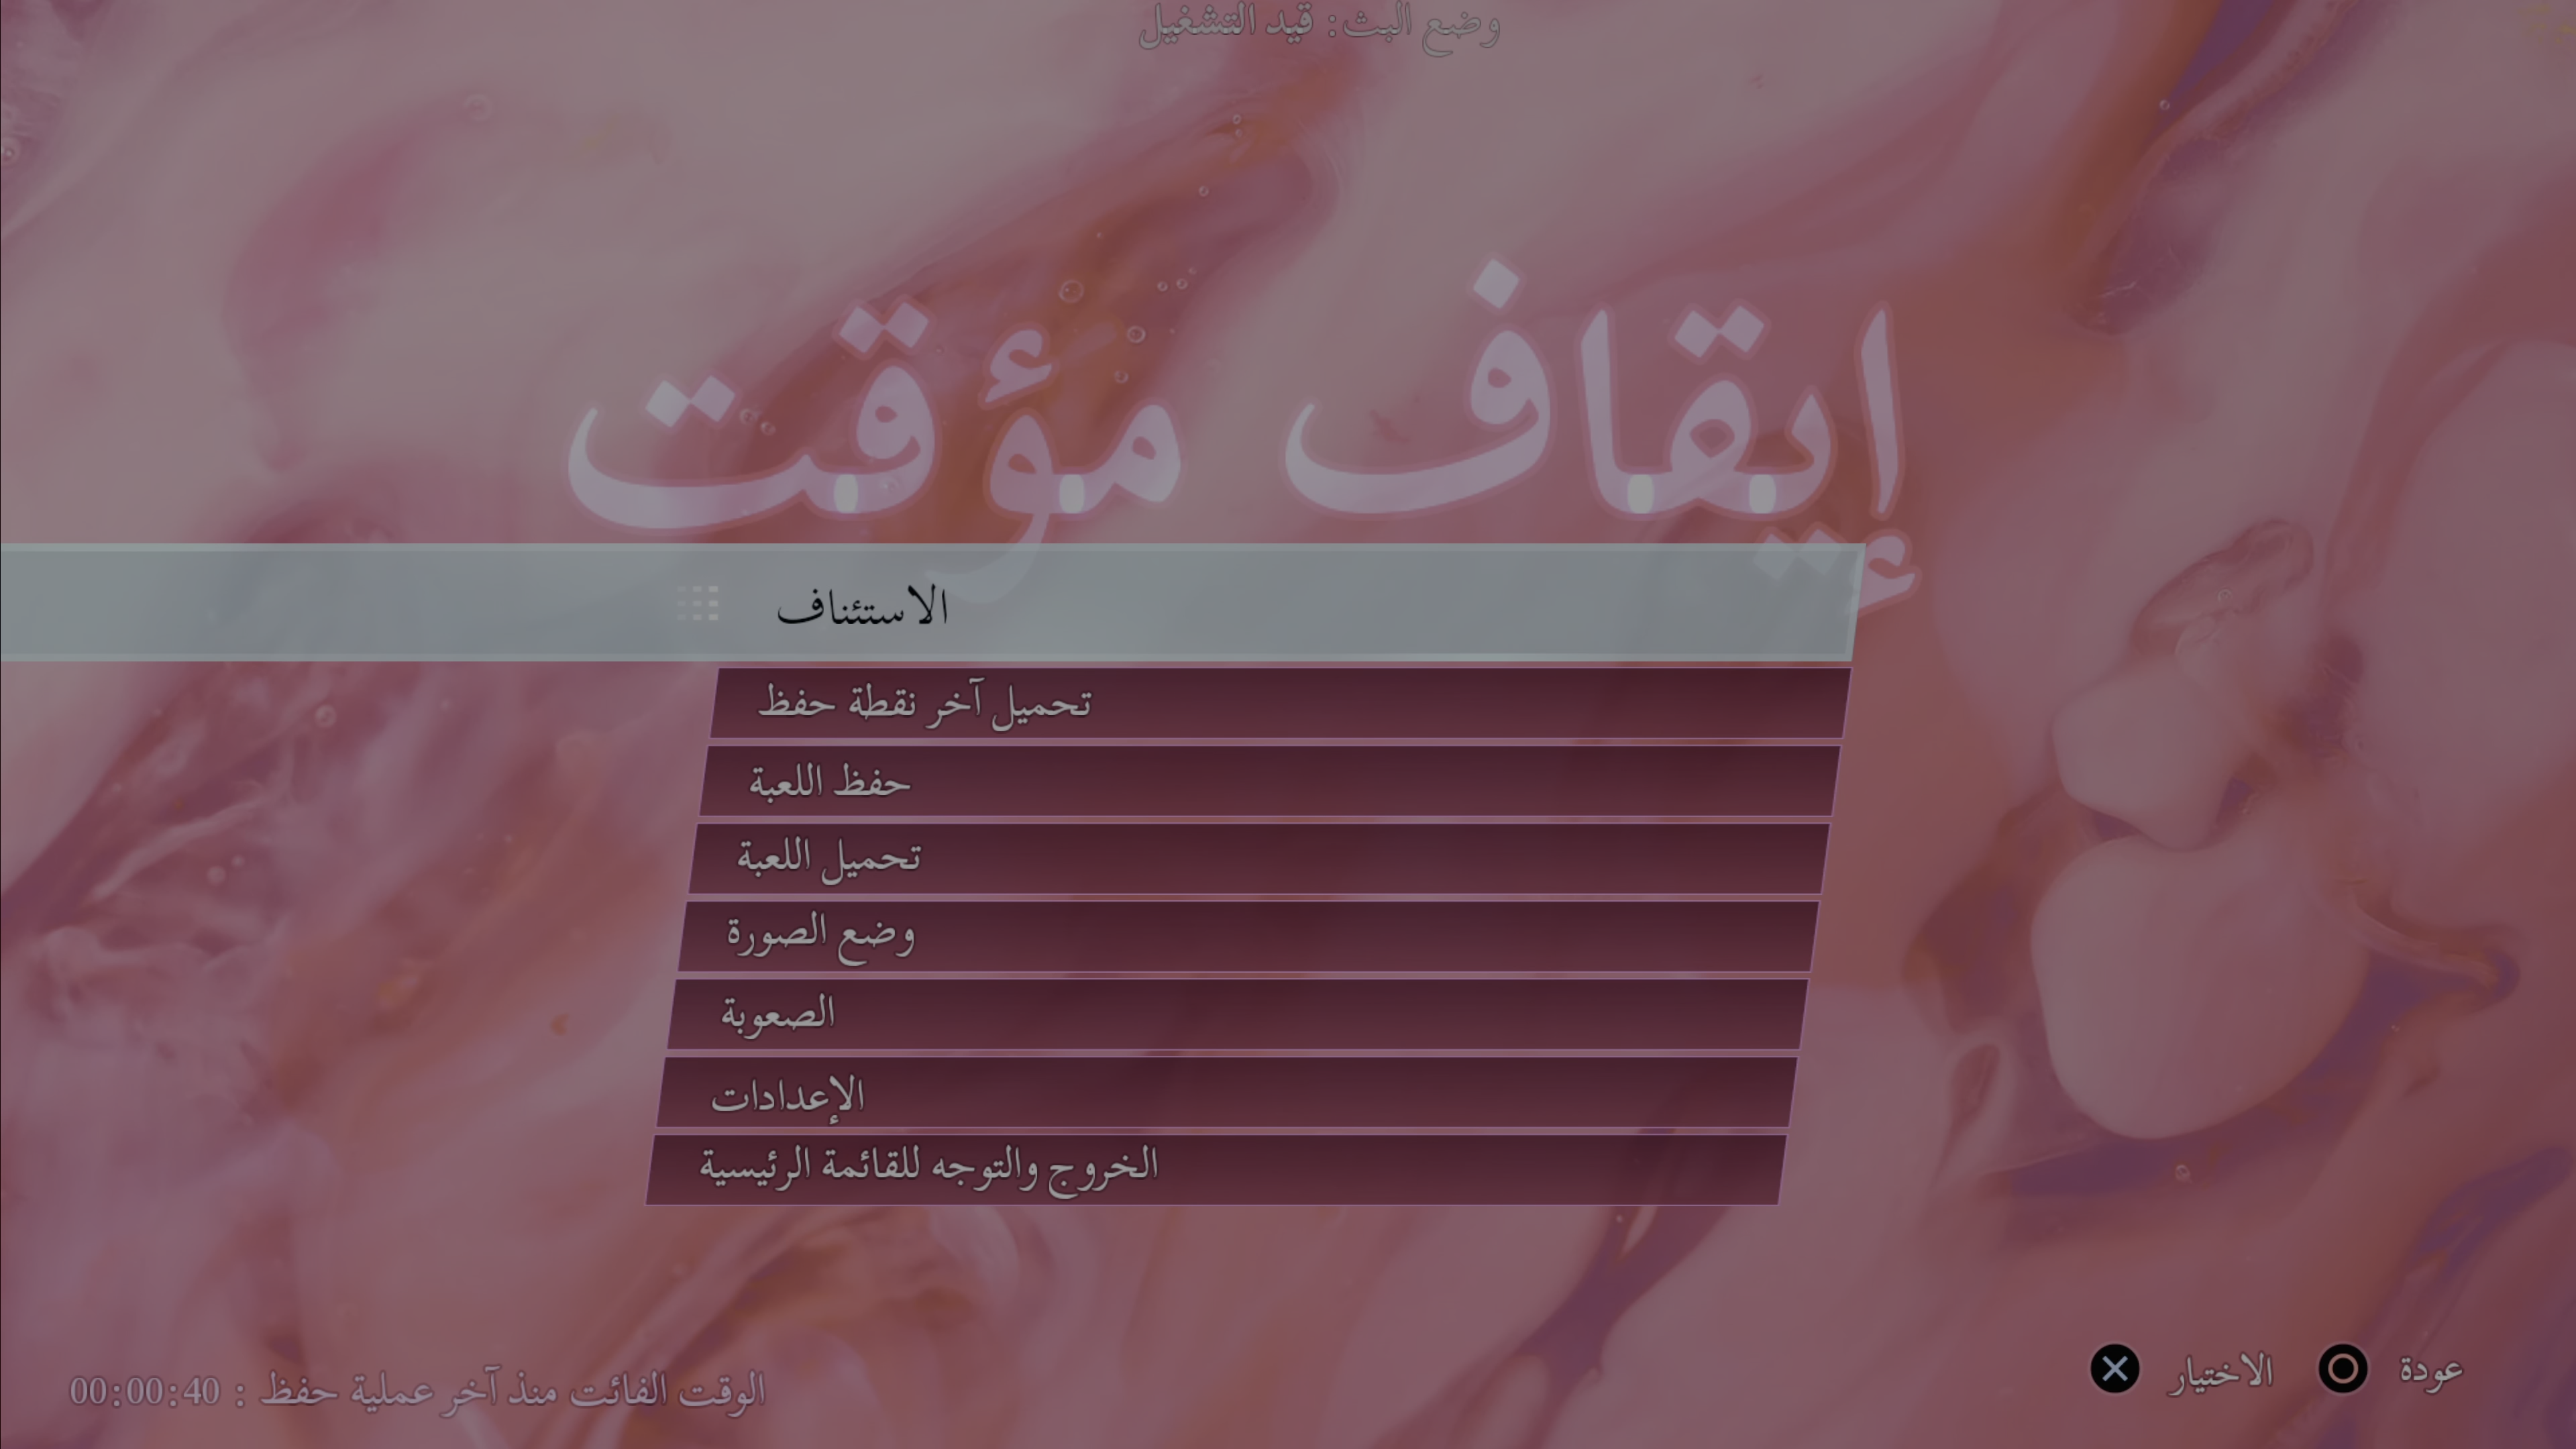 وضع البث: قيد التشغيل
إيقاف مؤقت
الاستئناف
تحميل آخر نقطة حفظ
حفظ اللعبة
تحميل اللعبة
وضع الصورة
الصعوبة
الإعدادات
الخروج والتوجه للقائمة الرئيسية
عودة
الاختيار
الوقت الفائت منذ آخر عملية حفظ : 00:00:40